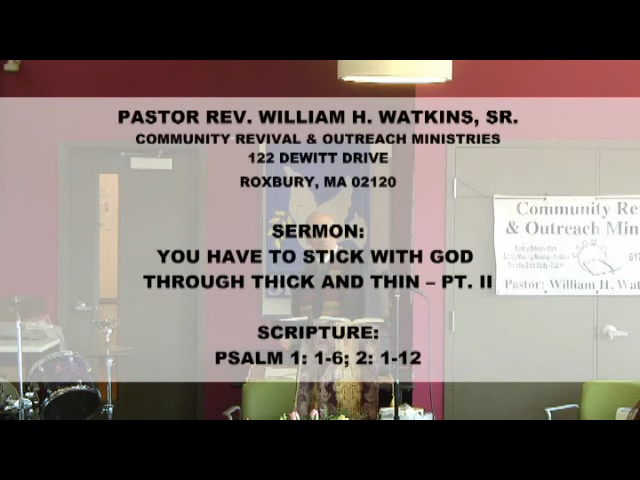 PASTOR REV. WILLIAM H. WATKINS, SR.
COMMUNITY REVIVAL & OUTREACH MINISTRIES
122 DEWITT DRIVE
ROXBURY, MA 02120
SERMON:
YOU HAVE TO STICK WITH GOD
THROUGH THICK AND THIN – PT. II
SCRIPTURE:
PSALM 1: 1-6; 2: 1-12
Community Re
& Outreach Min
617
Pastor: William H. Wat